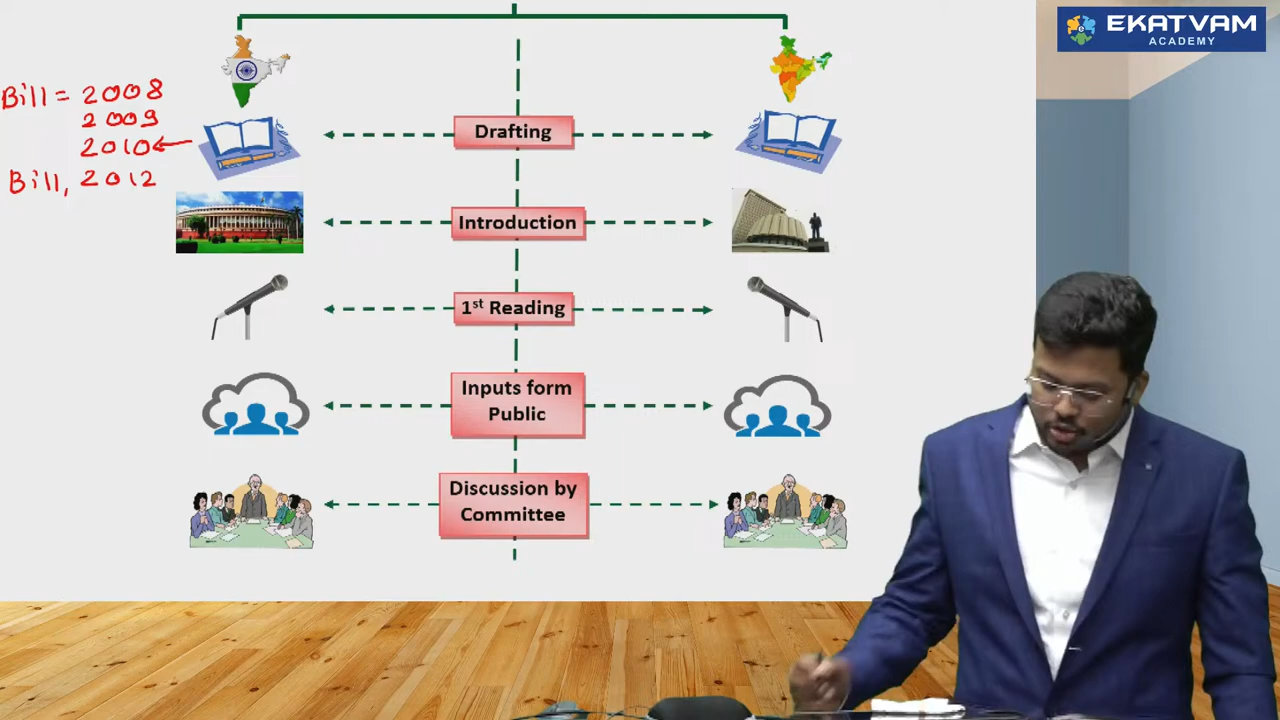 EKATVAM
ACADEMY
Bill = 2008
2009
2010
Bill, 2012
Drafting
Introduction
1st Reading
Inputs form
Public
Discussion by
Committee